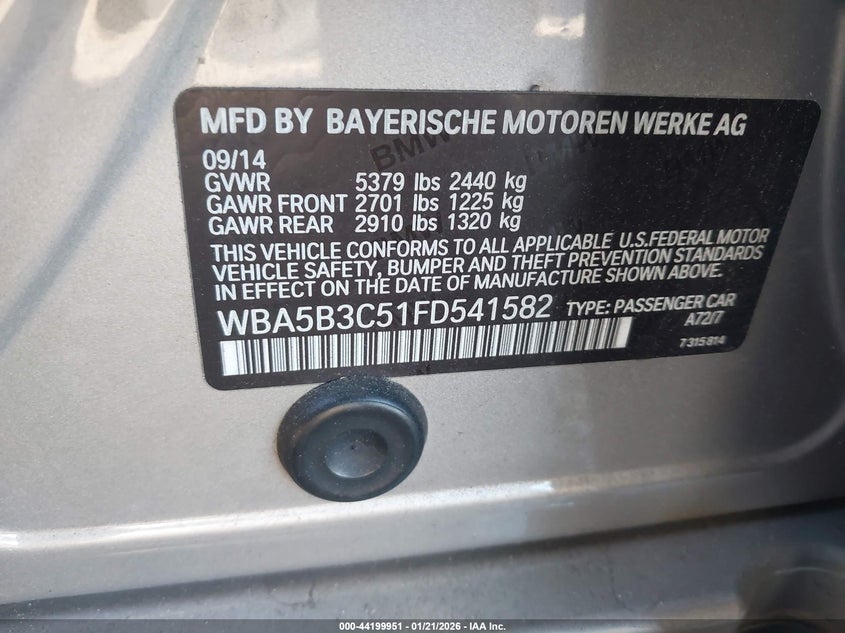 MFD BY BAYERISCHE MOTOREN WERKE AG
09/14
GVWR 5379 lbs 2440 kg
GAWR FRONT 2701 lbs 1225 kg
GAWR REAR 2910 lbs 1320 kg
THIS VEHICLE CONFORMS TO ALL APPLICABLE U.S.FEDERAL MOTOR
VEHICLE SAFETY, BUMPER AND THEFT PREVENTION STANDARDS
IN EFFECT ON THE DATE OF MANUFACTURE SHOWN ABOVE.
WBA5B3C51FD541582 TYPE: PASSENGER CAR
A72/7
7 315 814
000-44199951 | 01/21/2026 | IAA Inc.